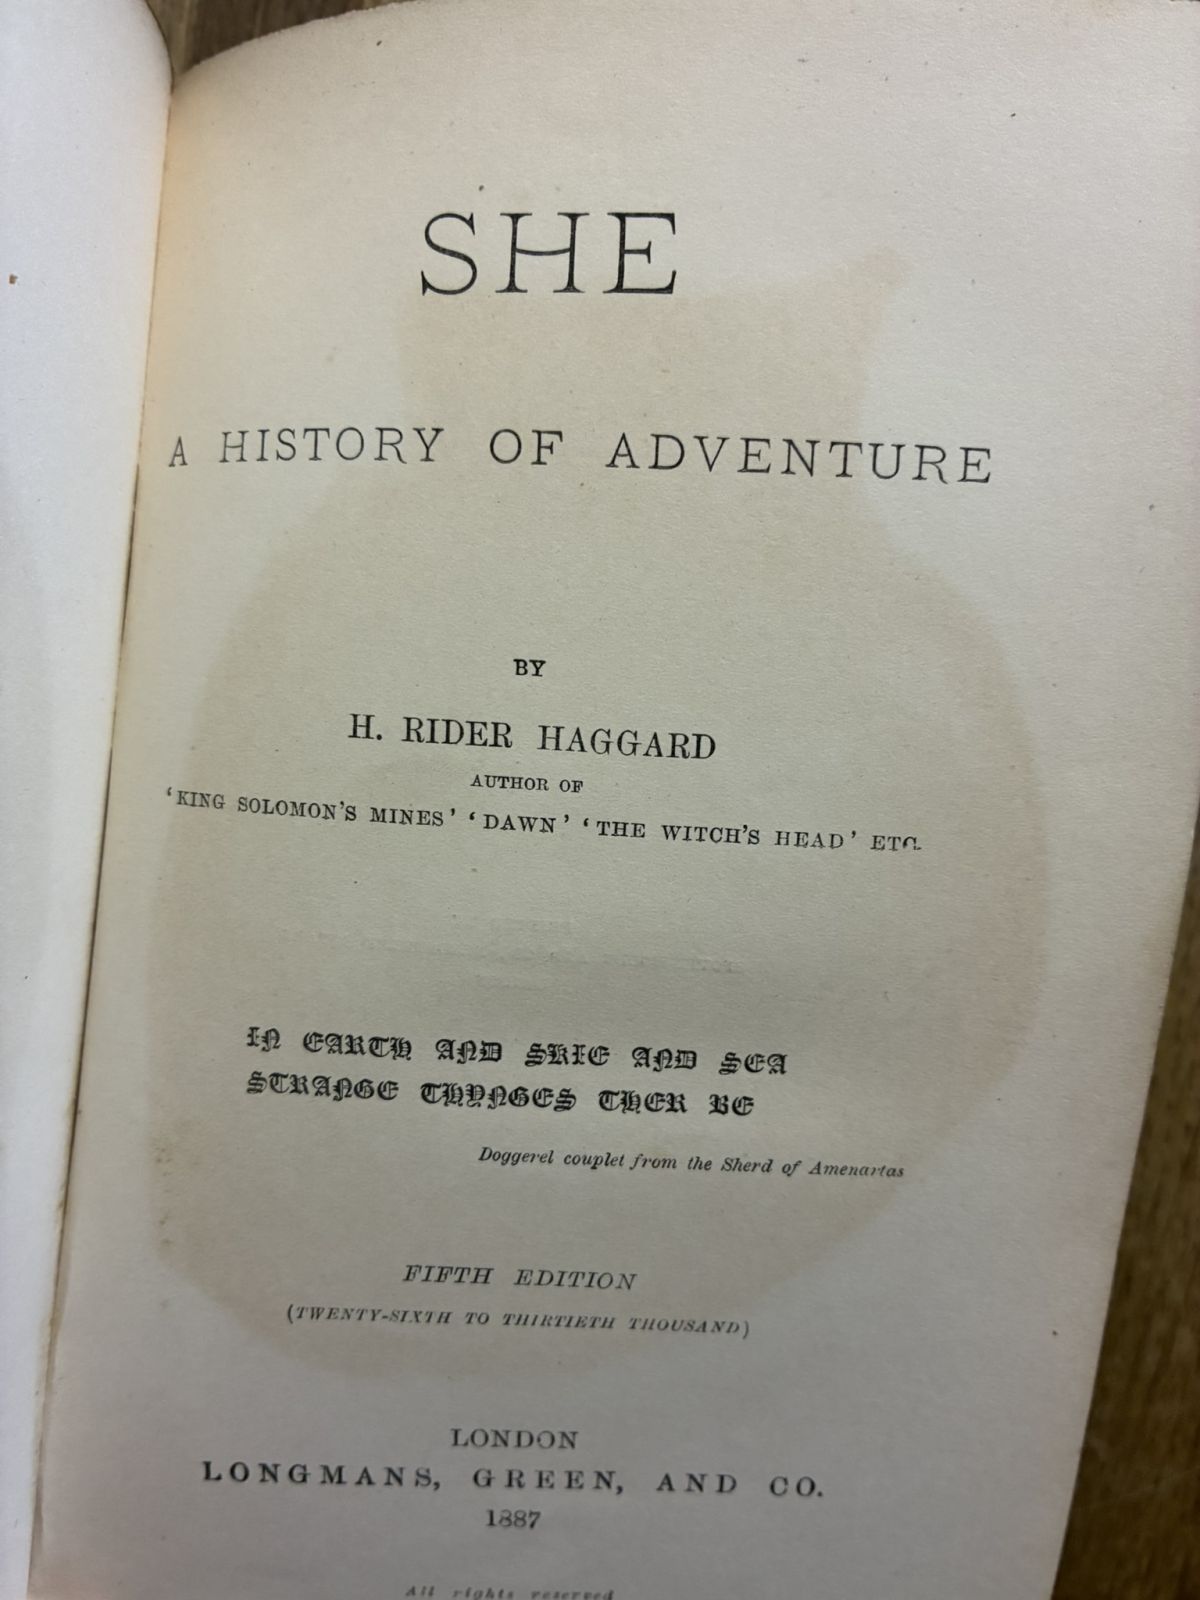 SHE
A HISTORY OF ADVENTURE
BY
H. RIDER HAGGARD
AUTHOR OF
‘KING SOLOMON’S MINES’ ‘DAWN’ ‘THE WITCH’S HEAD’ ETC.
IN EARTH AND SKIE AND SEA
STRANGE THYNGES THER BE
Doggerel couplet from the Sherd of Amenartas
FIFTH EDITION
(TWENTY-SIXTH TO THIRTIETH THOUSAND)
LONDON
LONGMANS, GREEN, AND CO.
1887
All rights reserved